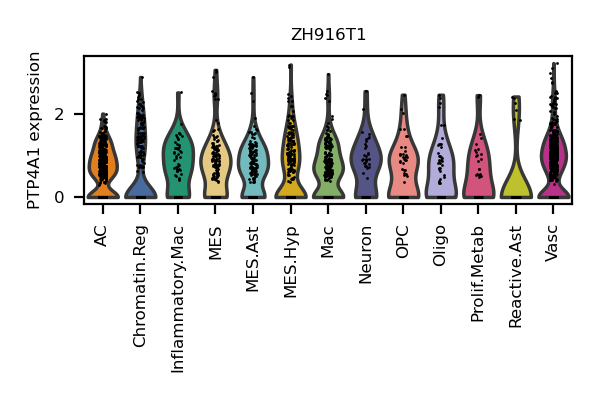 ZH916T1
PTP4A1 expression
2
0
AC
Chromatin.Reg
Inflammatory.Mac
MES
MES.Ast
MES.Hyp
Mac
Neuron
OPC
Oligo
Prolif.Metab
Reactive.Ast
Vasc